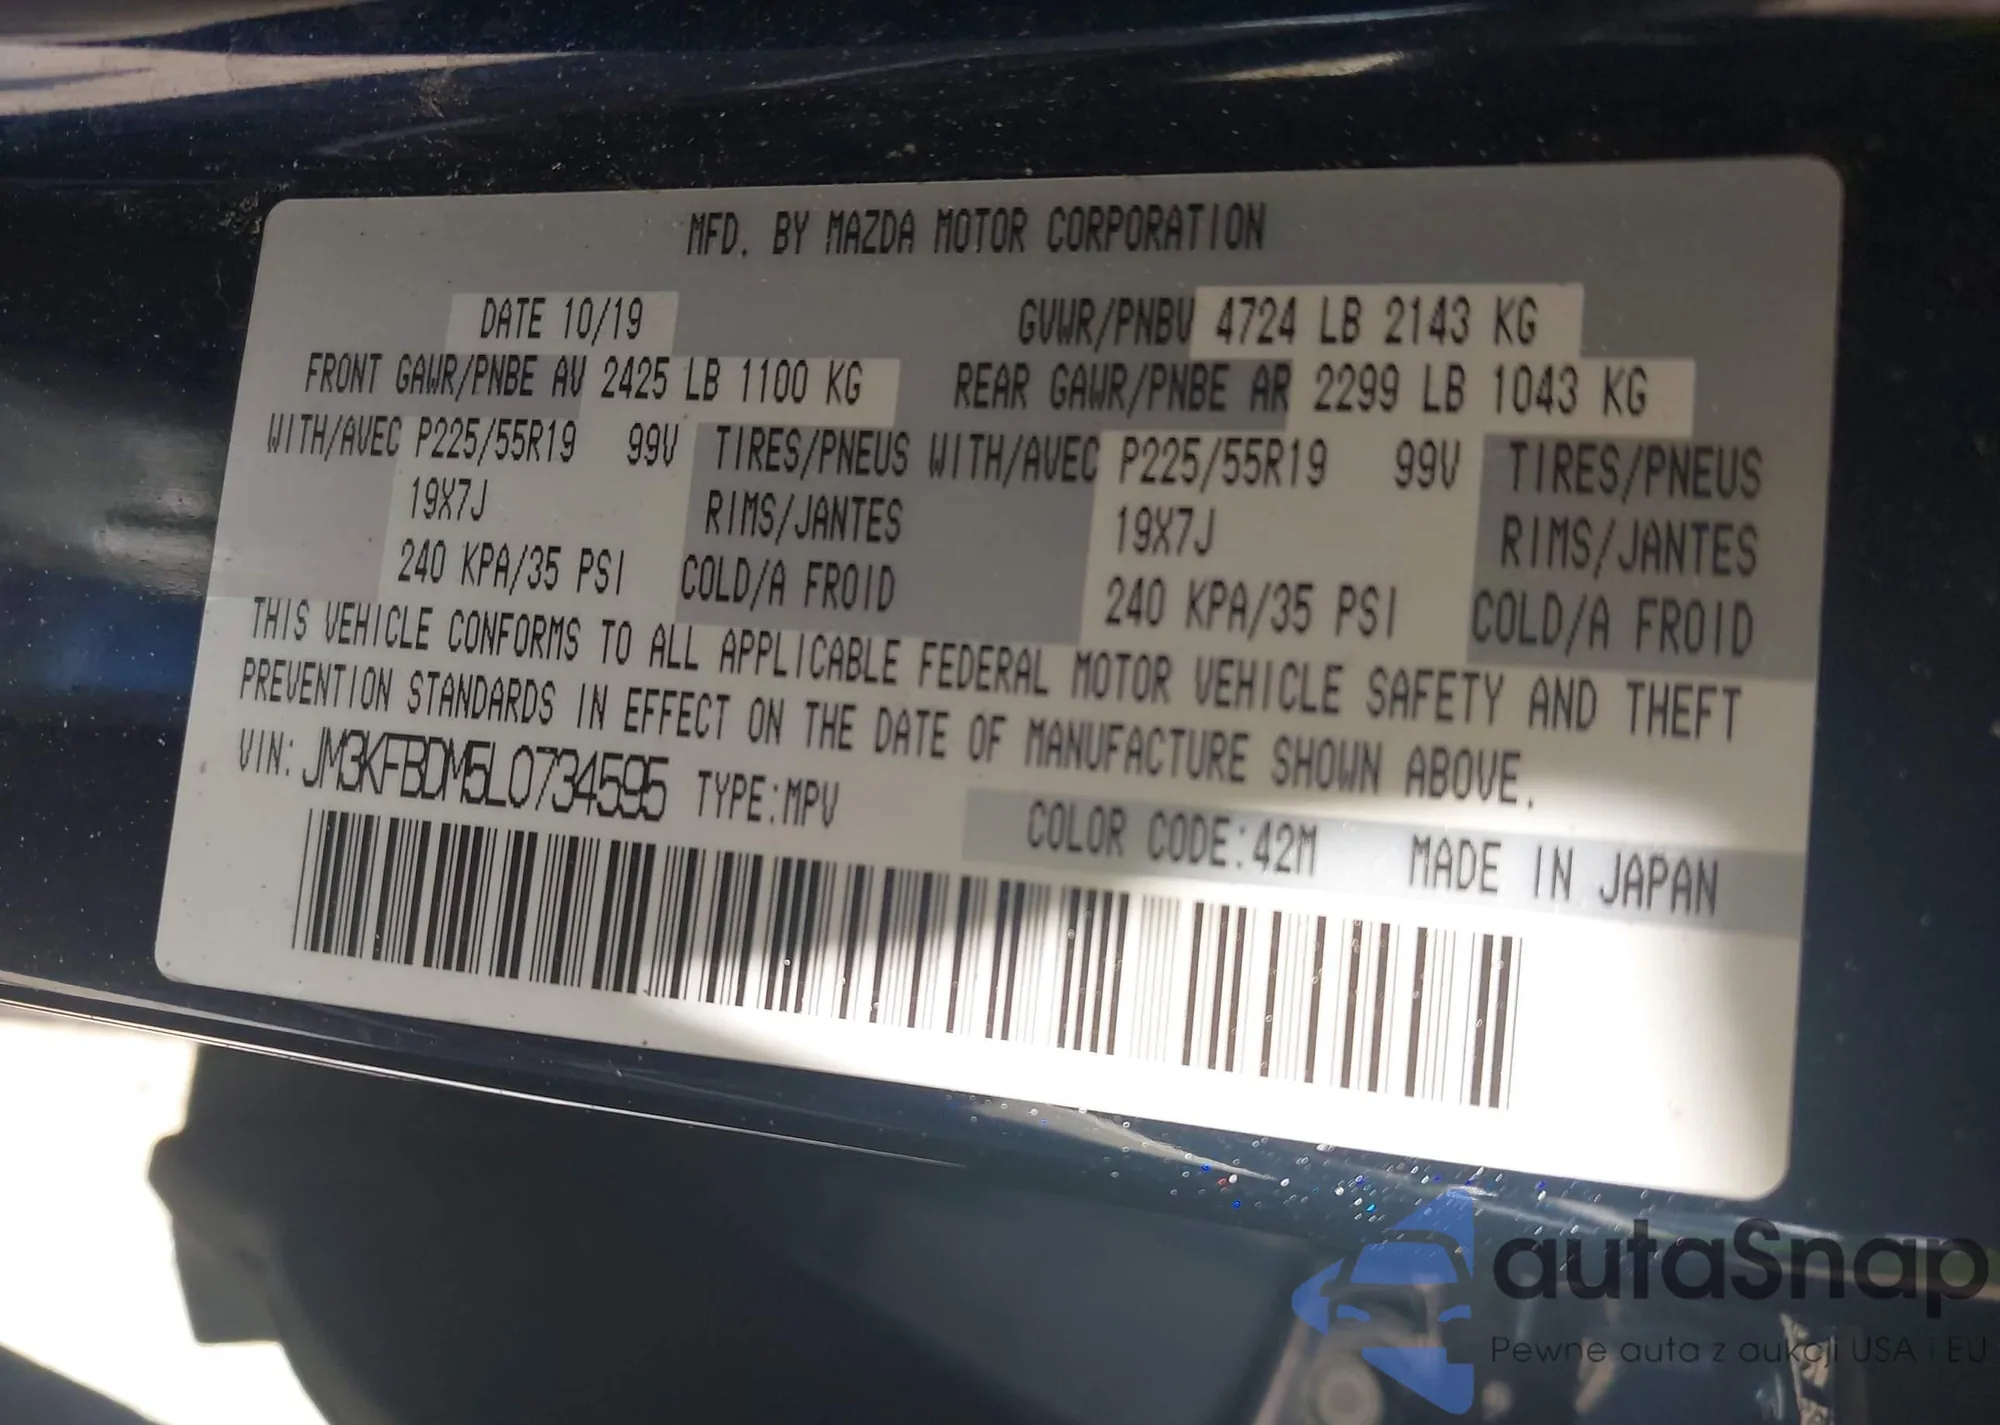 MFD. BY MAZDA MOTOR CORPORATION
DATE 10/19 GVWR/PNBV 4724 LB 2143 KG
FRONT GAWR/PNBE AV 2425 LB 1100 KG REAR GAWR/PNBE AR 2299 LB 1043 KG
WITH/AVEC P225/55R19 99V TIRES/PNEUS WITH/AVEC P225/55R19 99V TIRES/PNEUS
19X7J RIMS/JANTES 19X7J RIMS/JANTES
240 KPA/35 PSI COLD/A FROID 240 KPA/35 PSI COLD/A FROID
THIS VEHICLE CONFORMS TO ALL APPLICABLE FEDERAL MOTOR VEHICLE SAFETY AND THEFT
PREVENTION STANDARDS IN EFFECT ON THE DATE OF MANUFACTURE SHOWN ABOVE.
VIN: JM3KFBDM5L0734595 TYPE:MPV
COLOR CODE:42M MADE IN JAPAN
autaSnap
Pewne auta z aukcji USA i EU